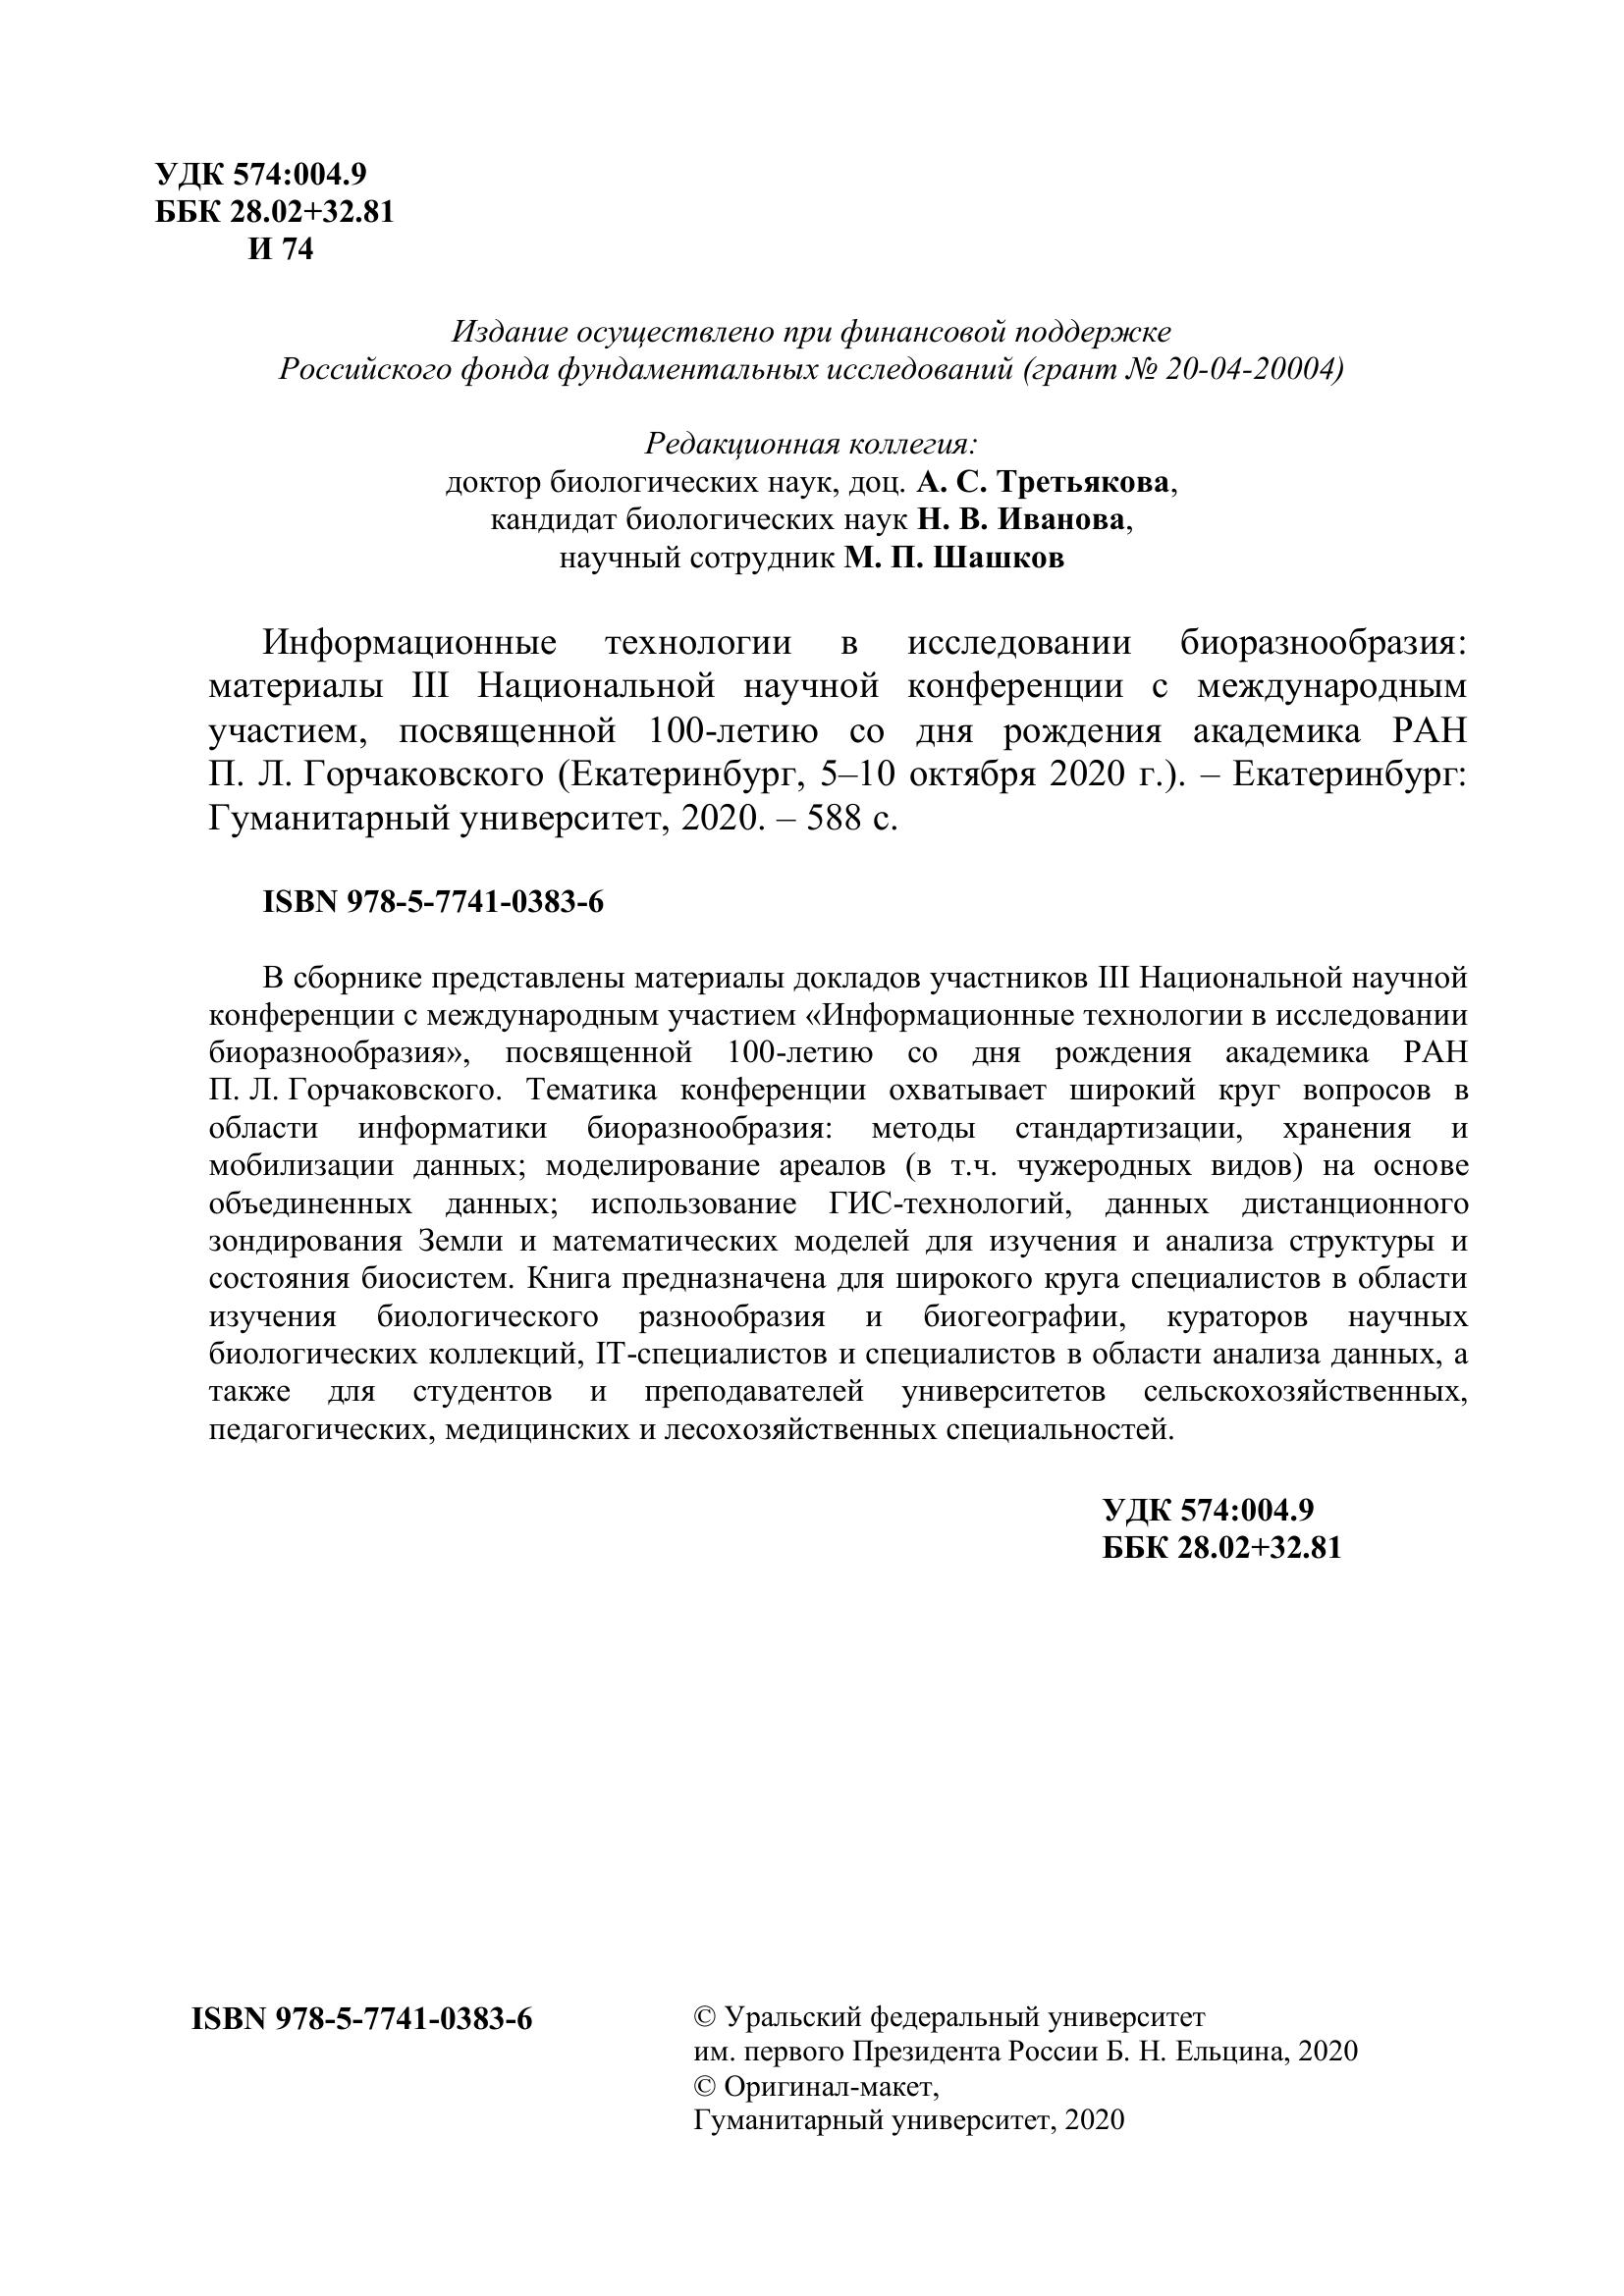 УДК 574:004.9
ББК 28.02+32.81
И 74
Издание осуществлено при финансовой поддержке
Российского фонда фундаментальных исследований (грант № 20-04-20004)
Редакционная коллегия:
доктор биологических наук, доц. А. С. Третьякова,
кандидат биологических наук Н. В. Иванова,
научный сотрудник М. П. Шашков
Информационные технологии в исследовании биоразнообразия:
материалы III Национальной научной конференции с международным
участием, посвященной 100-летию со дня рождения академика РАН
П. Л. Горчаковского (Екатеринбург, 5–10 октября 2020 г.). – Екатеринбург:
Гуманитарный университет, 2020. – 588 с.
ISBN 978-5-7741-0383-6
В сборнике представлены материалы докладов участников III Национальной научной
конференции с международным участием «Информационные технологии в исследовании
биоразнообразия», посвященной 100-летию со дня рождения академика РАН
П. Л. Горчаковского. Тематика конференции охватывает широкий круг вопросов в
области информатики биоразнообразия: методы стандартизации, хранения и
мобилизации данных; моделирование ареалов (в т.ч. чужеродных видов) на основе
объединенных данных; использование ГИС-технологий, данных дистанционного
зондирования Земли и математических моделей для изучения и анализа структуры и
состояния биосистем. Книга предназначена для широкого круга специалистов в области
изучения биологического разнообразия и биогеографии, кураторов научных
биологических коллекций, IT-специалистов и специалистов в области анализа данных, а
также для студентов и преподавателей университетов сельскохозяйственных,
педагогических, медицинских и лесохозяйственных специальностей.
УДК 574:004.9
ББК 28.02+32.81
ISBN 978-5-7741-0383-6
© Уральский федеральный университет
им. первого Президента России Б. Н. Ельцина, 2020
© Оригинал-макет,
Гуманитарный университет, 2020